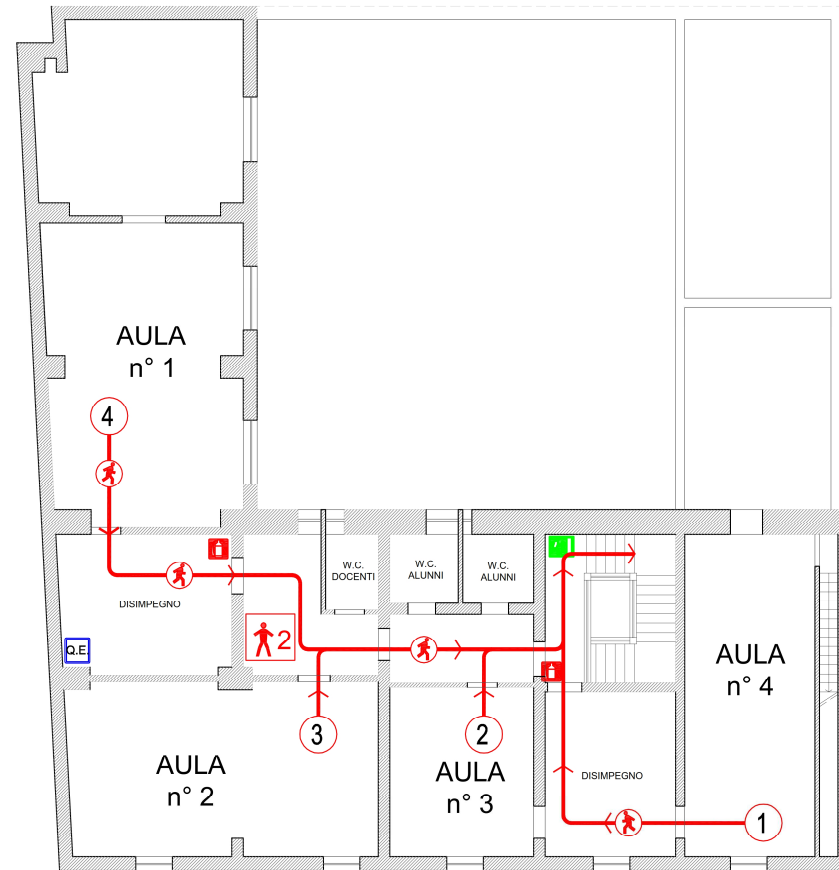 AULA
n° 1
4
W.C.
DOCENTI
W.C.
ALUNNI
W.C.
ALUNNI
DISIMPEGNO
Q.E.
2
AULA
n° 4
3
2
AULA
n° 2
AULA
n° 3
DISIMPEGNO
1